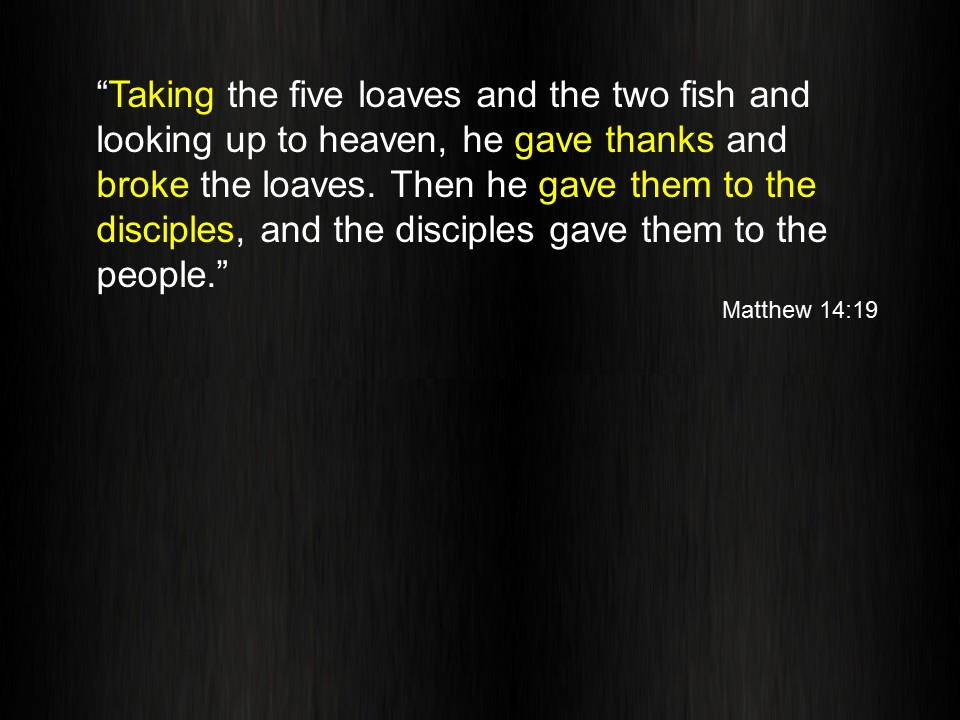 “Taking the five loaves and the two fish and
looking up to heaven, he gave thanks and
broke the loaves. Then he gave them to the
disciples, and the disciples gave them to the
people.”
Matthew 14:19